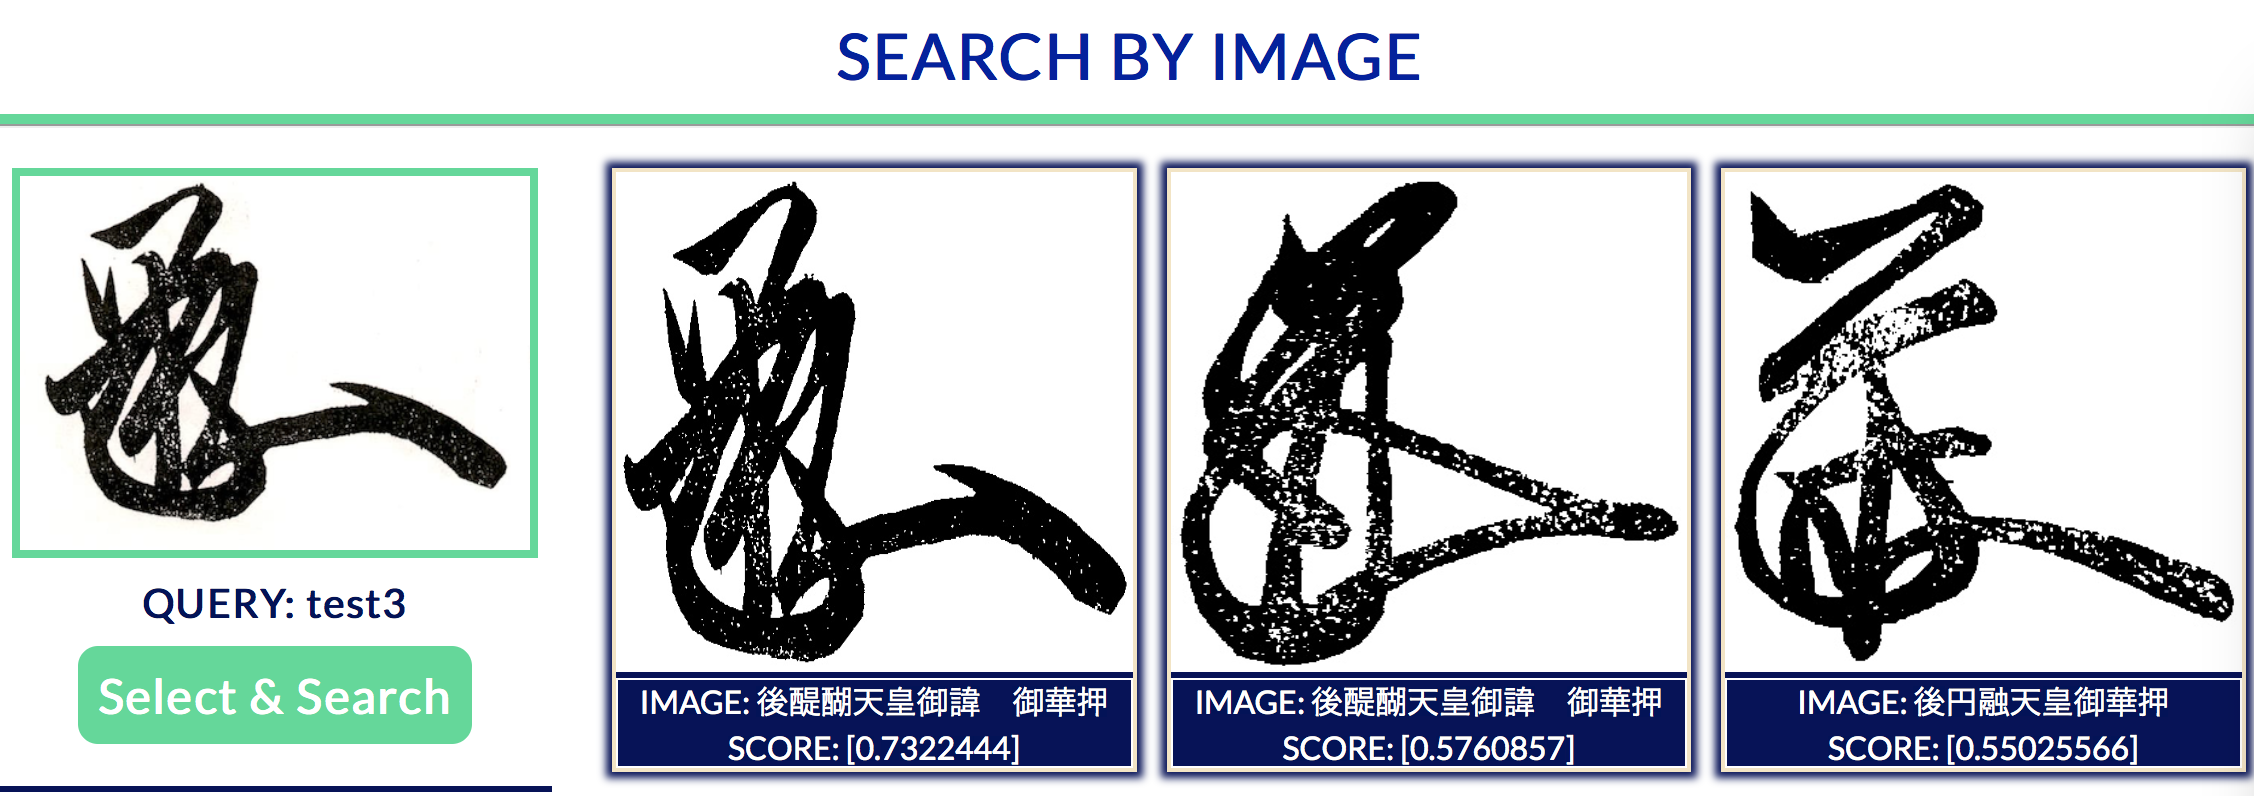 SEARCH BY IMAGE
QUERY: test3
Select & Search
IMAGE: 後醍醐天皇御諱　御華押
SCORE: [0.7322444]
IMAGE: 後醍醐天皇御諱　御華押
SCORE: [0.5760857]
IMAGE: 後円融天皇御華押
SCORE: [0.55025566]